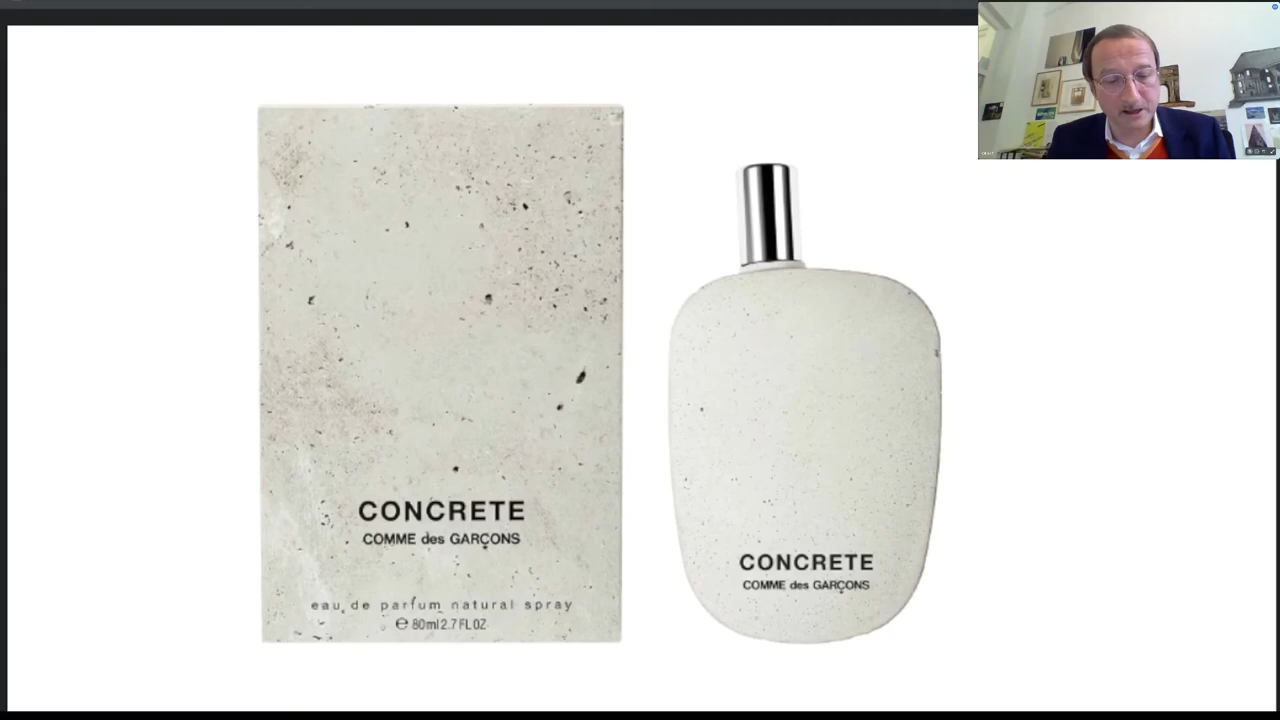 CONCRETE
COMME des GARÇONS
eau de parfum natural spray
℮ 80ml 2.7 FL OZ
CONCRETE
COMME des GARÇONS